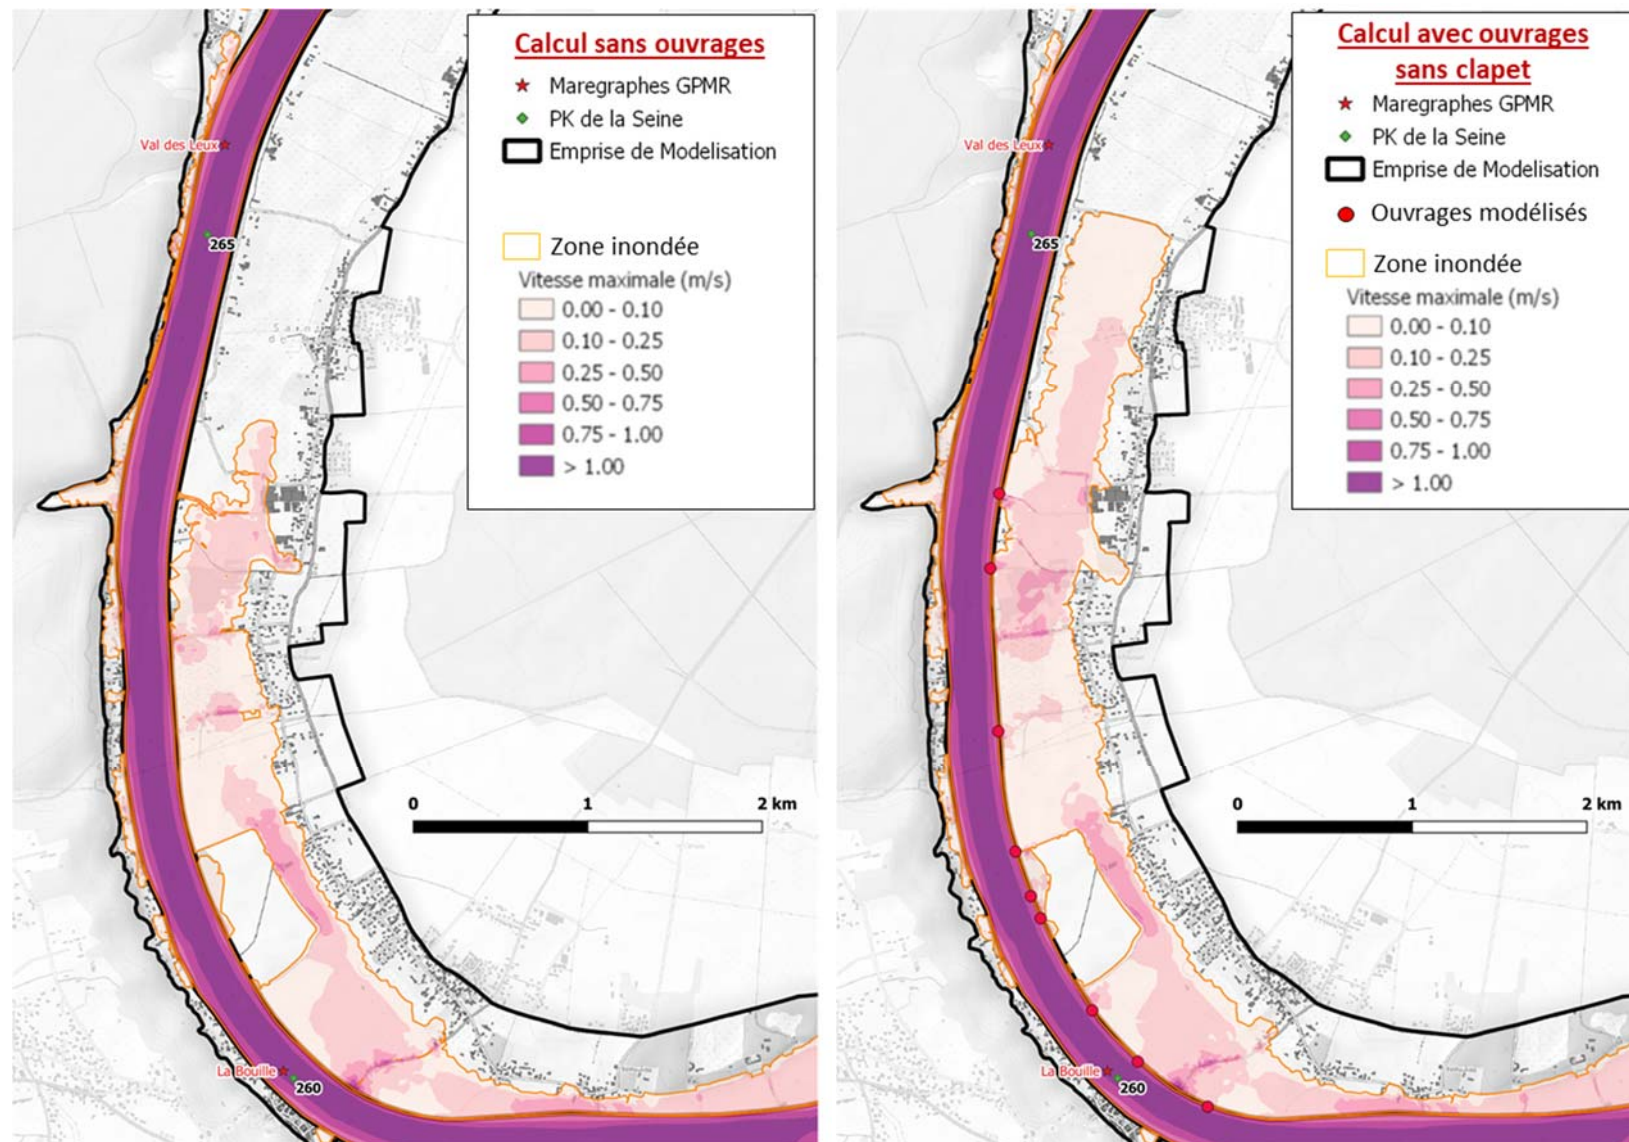 Calcul sans ouvrages
Maregraphes GPMR
PK de la Seine
Emprise de Modelisation
Zone inondée
Vitesse maximale (m/s)
0.00 - 0.10
0.10 - 0.25
0.25 - 0.50
0.50 - 0.75
0.75 - 1.00
> 1.00
Val des Leux
265
0 1 2 km
La Bouille
260
Calcul avec ouvrages
sans clapet
Maregraphes GPMR
PK de la Seine
Emprise de Modelisation
Ouvrages modélisés
Zone inondée
Vitesse maximale (m/s)
0.00 - 0.10
0.10 - 0.25
0.25 - 0.50
0.50 - 0.75
0.75 - 1.00
> 1.00
Val des Leux
265
0 1 2 km
La Bouille
260